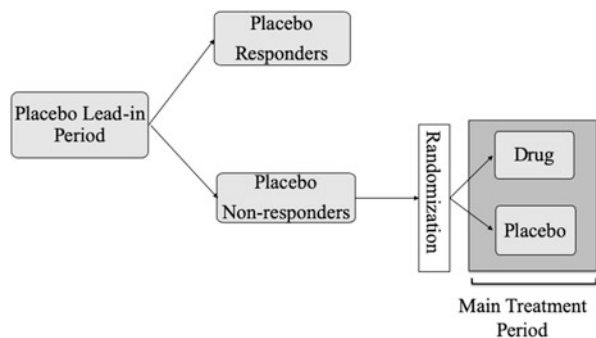 Placebo
Responders
Placebo Lead-in
Period
Placebo
Non-responders
Randomization
Drug
Placebo
Main Treatment
Period